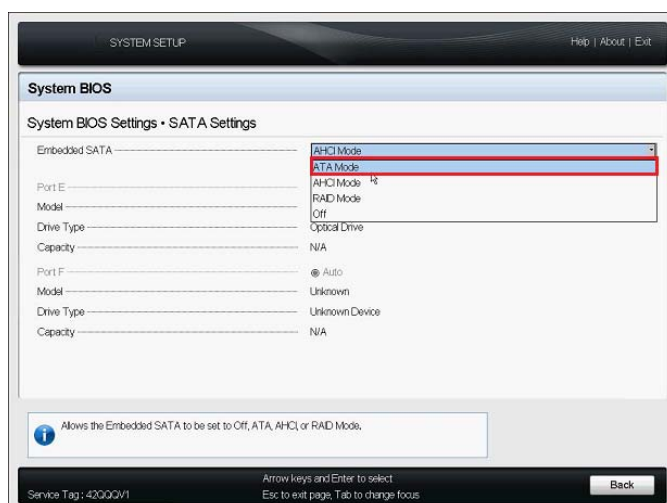 SYSTEM SETUP
Help | About | Exit
System BIOS
System BIOS Settings • SATA Settings
Embedded SATA AHCI Mode
ATA Mode
Port E AHCI Mode
Model RAID Mode
Off
Drive Type Optical Drive
Capacity N/A
Port F Auto
Model Unknown
Drive Type Unknown Device
Capacity N/A
Allows the Embedded SATA to be set to Off, ATA, AHCI, or RAID Mode.
Arrow keys and Enter to select
Service Tag : 42QQQV1 Esc to exit page, Tab to change focus
Back